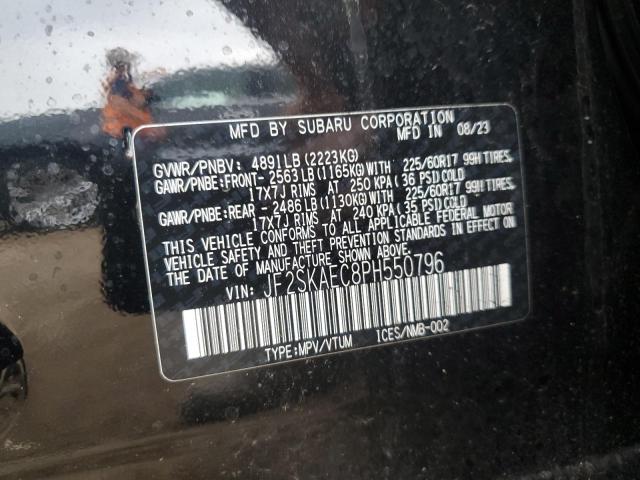 MFD BY SUBARU CORPORATION
MFD IN 08/23
GVWR/PNBV: 4891LB (2223KG)
GAWR/PNBE:FRONT- 2563 LB (1165KG)WITH 225/60R17 99H TIRES
17X7J RIMS AT 250 KPA ( 36 PSI) COLD
GAWR/PNBE:REAR - 2486 LB (1130KG)WITH 225/60R17 99H TIRES
17X7J RIMS AT 240 KPA ( 35 PSI) COLD
THIS VEHICLE CONFORMS TO ALL APPLICABLE FEDERAL MOTOR
VEHICLE SAFETY AND THEFT PREVENTION STANDARDS IN EFFECT ON
THE DATE OF MANUFACTURE SHOWN ABOVE.
VIN: JF2SKAEC8PH550796
TYPE:MPV/VTUM ICES/NMB-002